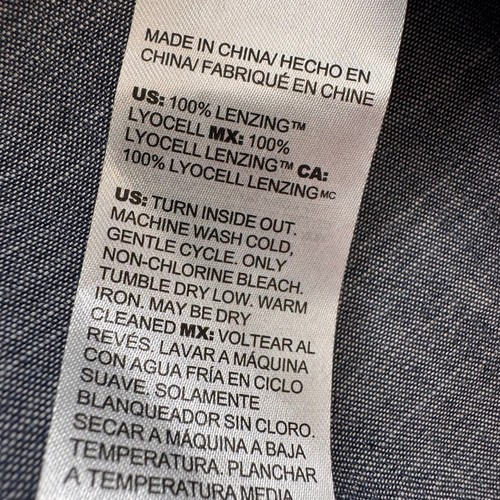 MADE IN CHINA/ HECHO EN
CHINA/ FABRIQUÉ EN CHINE
US: 100% LENZING™
LYOCELL MX: 100%
LYOCELL LENZING™ CA:
100% LYOCELL LENZINGMC
US: TURN INSIDE OUT.
MACHINE WASH COLD,
GENTLE CYCLE. ONLY
NON-CHLORINE BLEACH.
TUMBLE DRY LOW. WARM
IRON. MAY BE DRY
CLEANED MX: VOLTEAR AL
REVÉS. LAVAR A MÁQUINA
CON AGUA FRÍA EN CICLO
SUAVE. SOLAMENTE
BLANQUEADOR SIN CLORO.
SECAR A MÁQUINA A BAJA
TEMPERATURA. PLANCHAR
A TEMPERATURA MEDIA